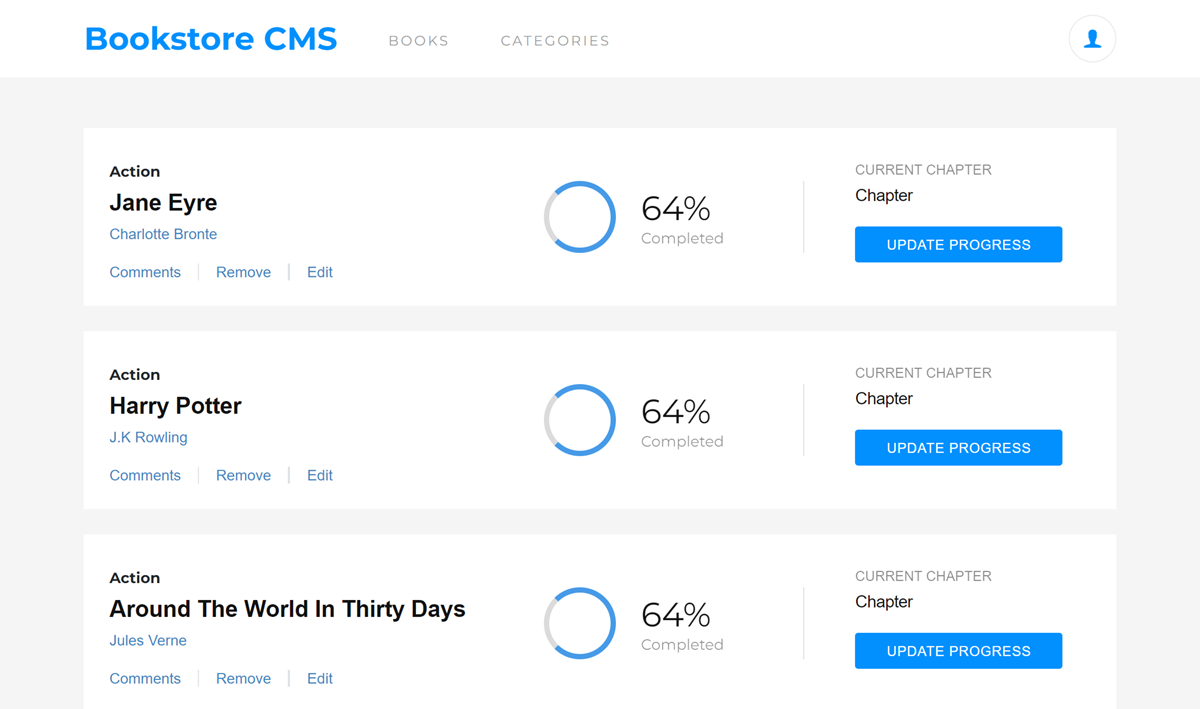 Bookstore CMS BOOKS CATEGORIES
Action
Jane Eyre
Charlotte Bronte
Comments Remove Edit
64%
Completed
CURRENT CHAPTER
Chapter
UPDATE PROGRESS
Action
Harry Potter
J.K Rowling
Comments Remove Edit
64%
Completed
CURRENT CHAPTER
Chapter
UPDATE PROGRESS
Action
Around The World In Thirty Days
Jules Verne
Comments Remove Edit
64%
Completed
CURRENT CHAPTER
Chapter
UPDATE PROGRESS